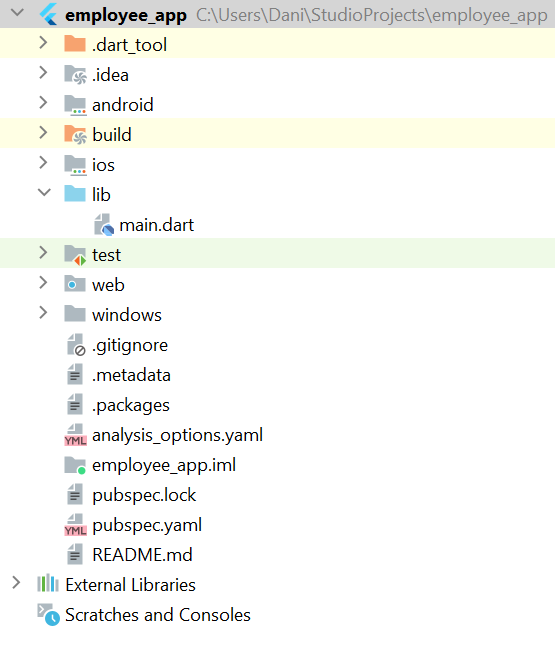 employee_app C:\Users\Dani\StudioProjects\employee_app
.dart_tool
.idea
android
build
ios
lib
main.dart
test
web
windows
.gitignore
.metadata
.packages
YML analysis_options.yaml
employee_app.iml
pubspec.lock
YML pubspec.yaml
README.md
External Libraries
Scratches and Consoles